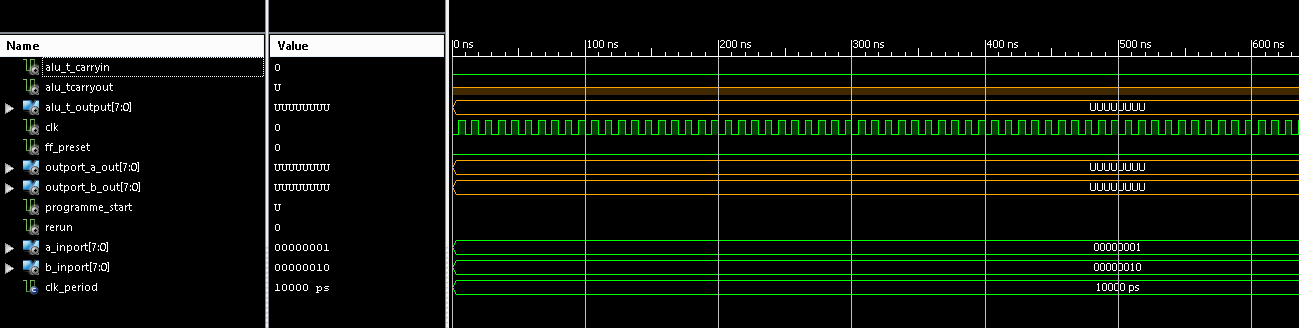 Name Value 0 ns 100 ns 200 ns 300 ns 400 ns 500 ns 600 ns
alu_t_carryin 0
alu_tcarryout U
alu_t_output[7:0] UUUUUUUU UUUUUUUU
clk 0
ff_preset 0
outport_a_out[7:0] UUUUUUUU UUUUUUUU
outport_b_out[7:0] UUUUUUUU UUUUUUUU
programme_start U
rerun 0
a_inport[7:0] 00000001 00000001
b_inport[7:0] 00000010 00000010
clk_period 10000 ps 10000 ps